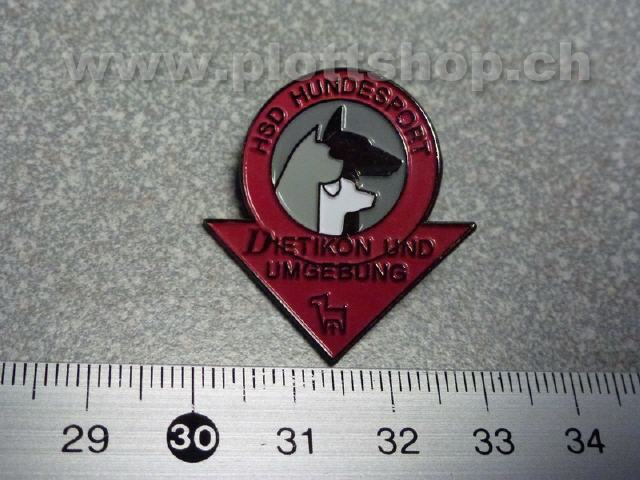 www.plottshop.ch
HSD HUNDESPORT
DIETIKON UND
UMGEBUNG
29 30 31 32 33 34